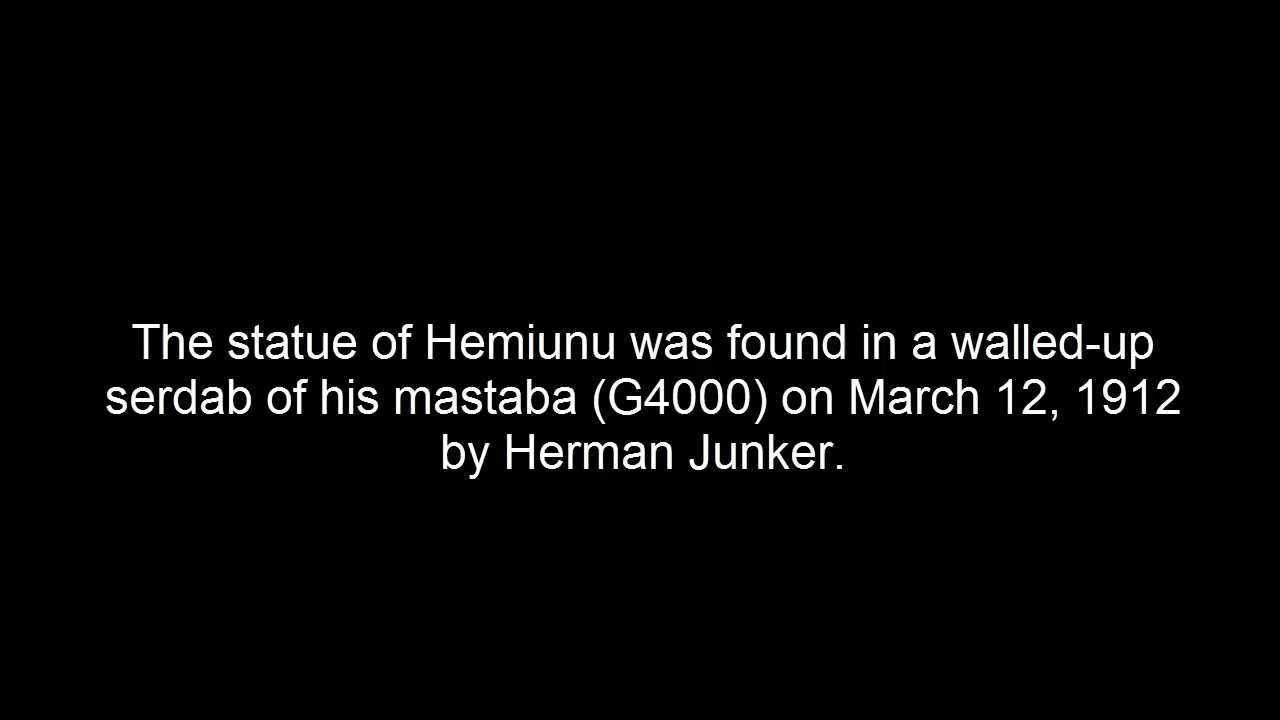 The statue of Hemiunu was found in a walled-up
serdab of his mastaba (G4000) on March 12, 1912
by Herman Junker.